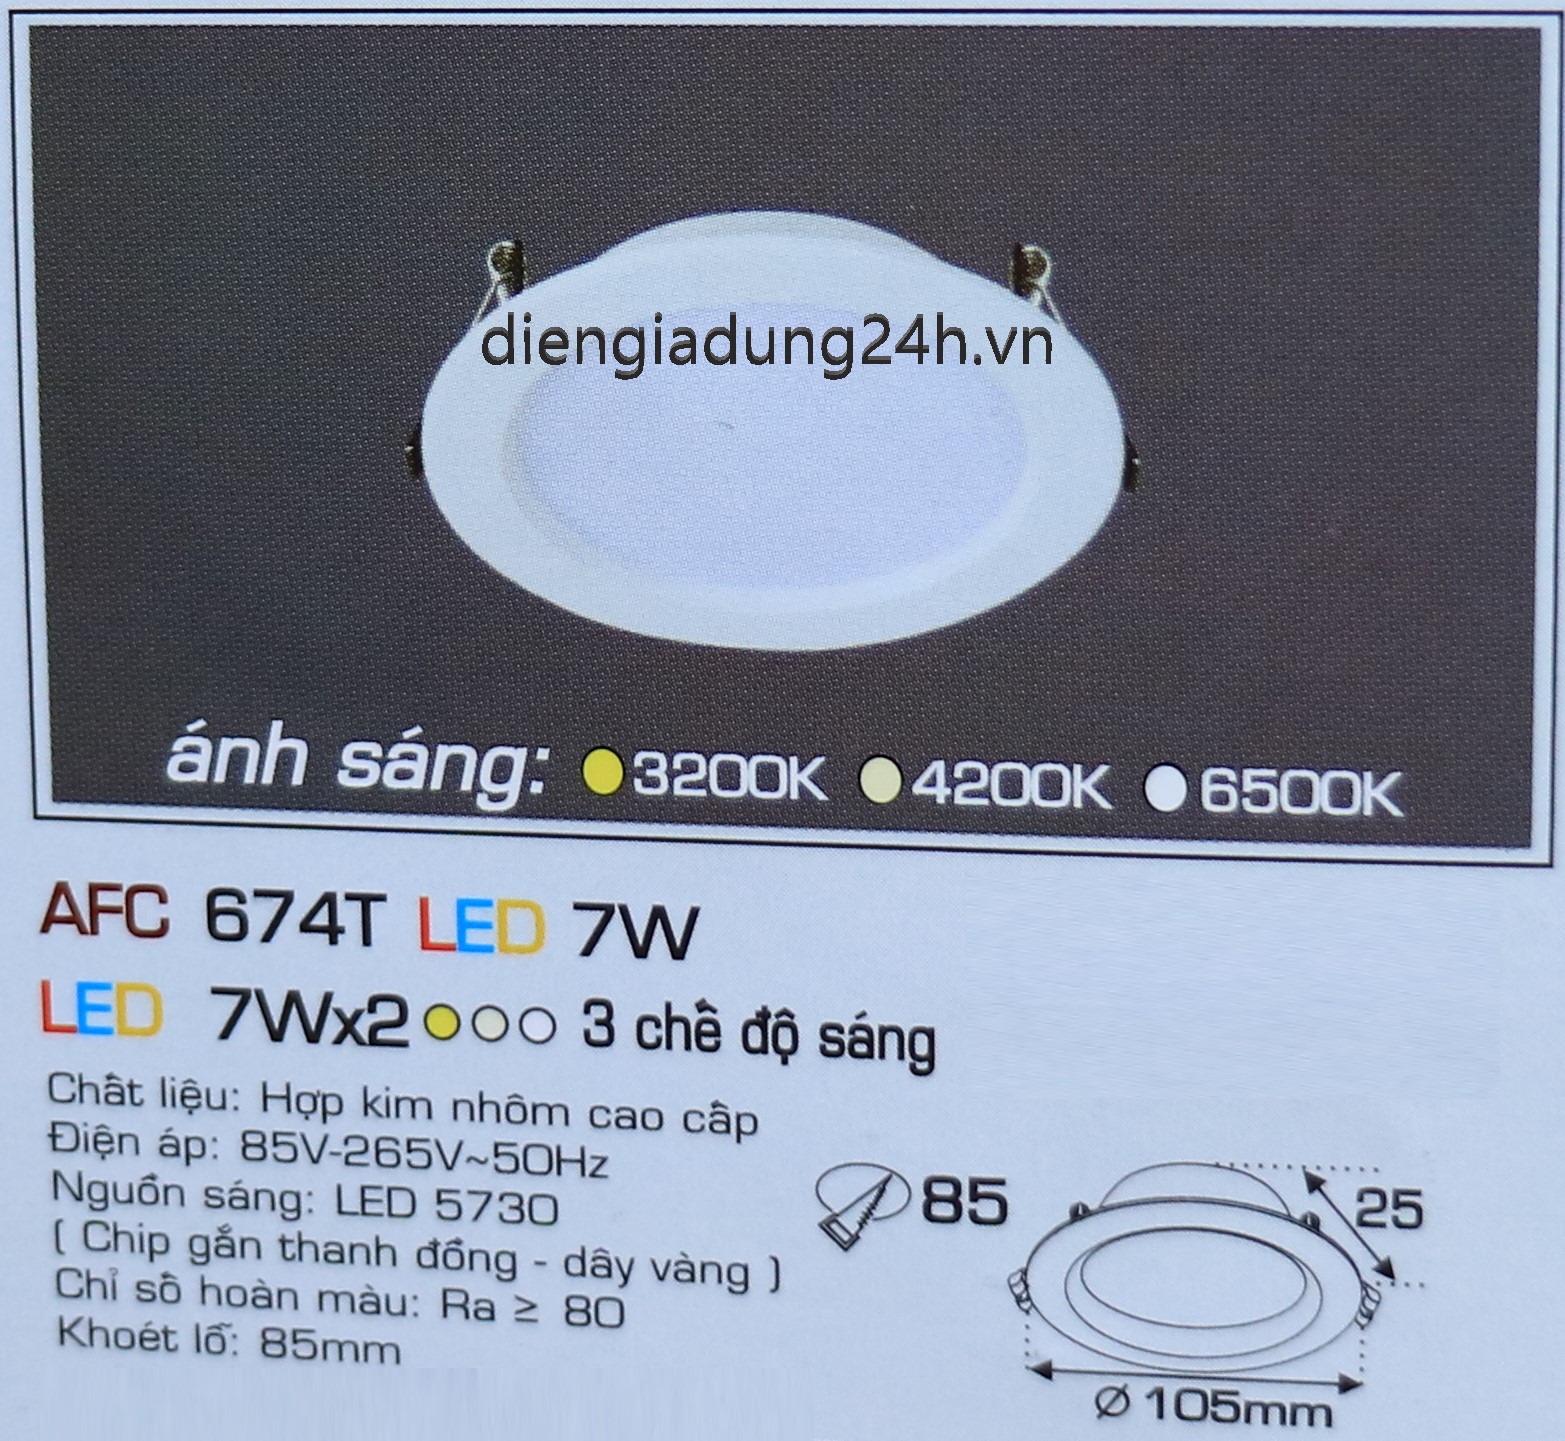 diengiadung24h.vn
ánh sáng: 3200K 4200K 6500K
AFC 674T LED 7W
LED 7Wx2 3 chế độ sáng
Chất liệu: Hợp kim nhôm cao cấp
Điện áp: 85V-265V~50Hz
Nguồn sáng: LED 5730
( Chip gắn thanh đồng - dây vàng )
Chỉ số hoàn màu: Ra ≥ 80
Khoét lỗ: 85mm
85
25
Ø 105mm